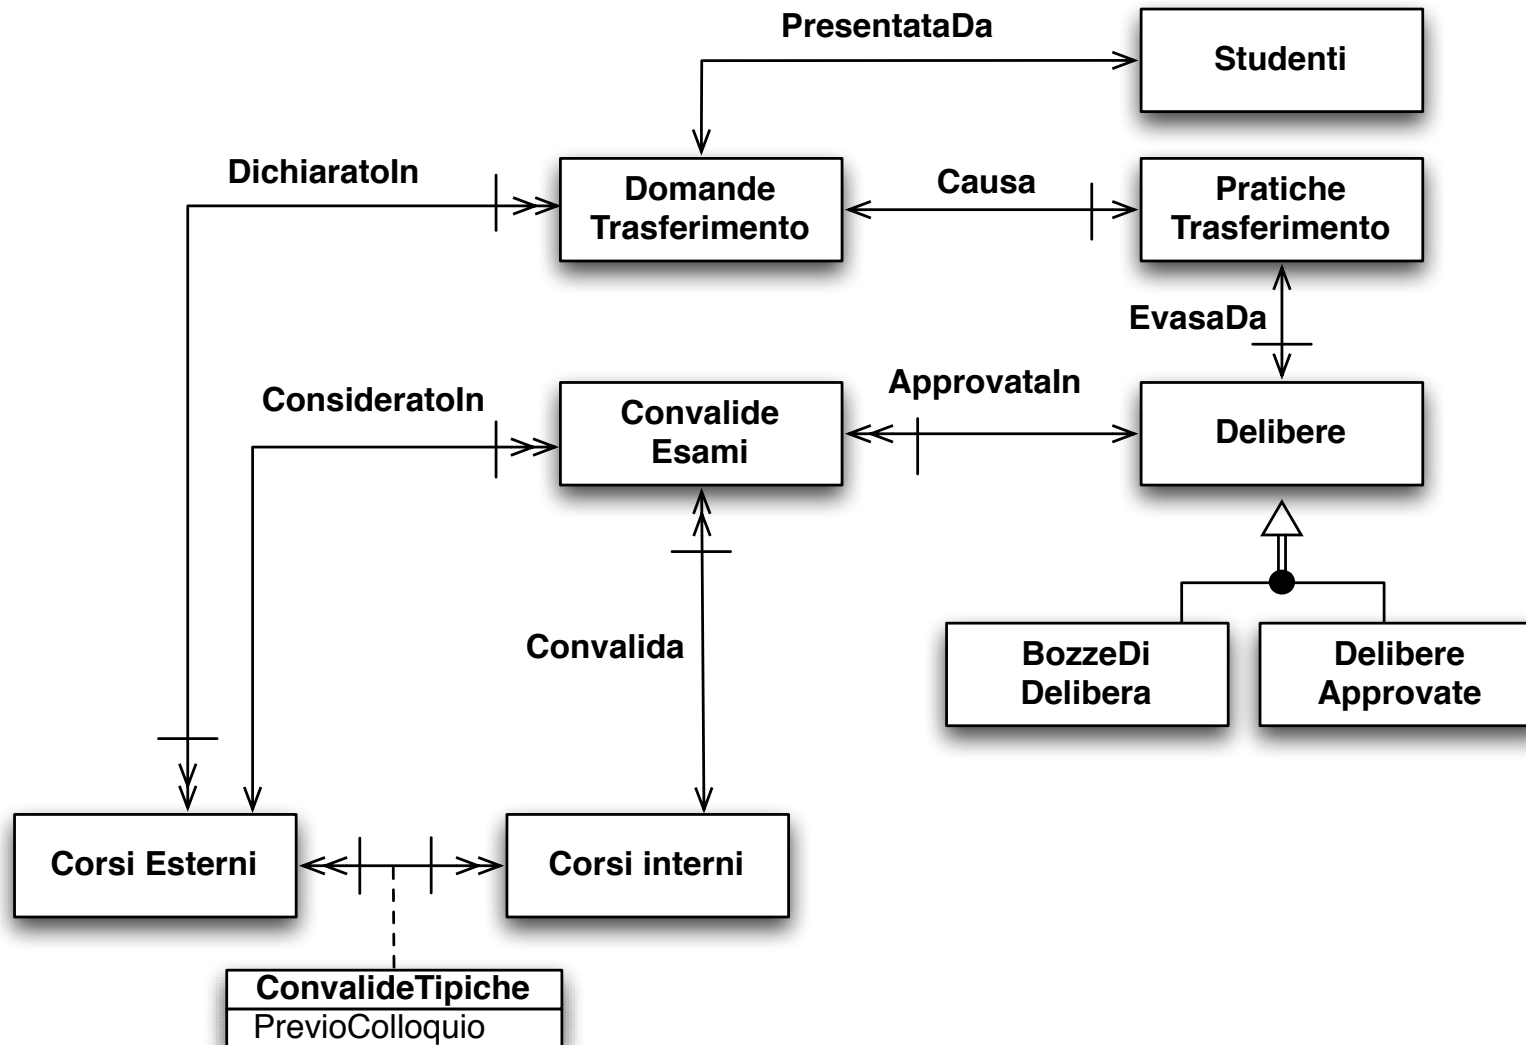 PresentataDa
Studenti
DichiaratoIn
Domande
Trasferimento
Causa
Pratiche
Trasferimento
EvasaDa
ConsideratoIn
Convalide
Esami
ApprovataIn
Delibere
Convalida
BozzeDi
Delibera
Delibere
Approvate
Corsi Esterni
Corsi interni
ConvalideTipiche
PrevioColloquio